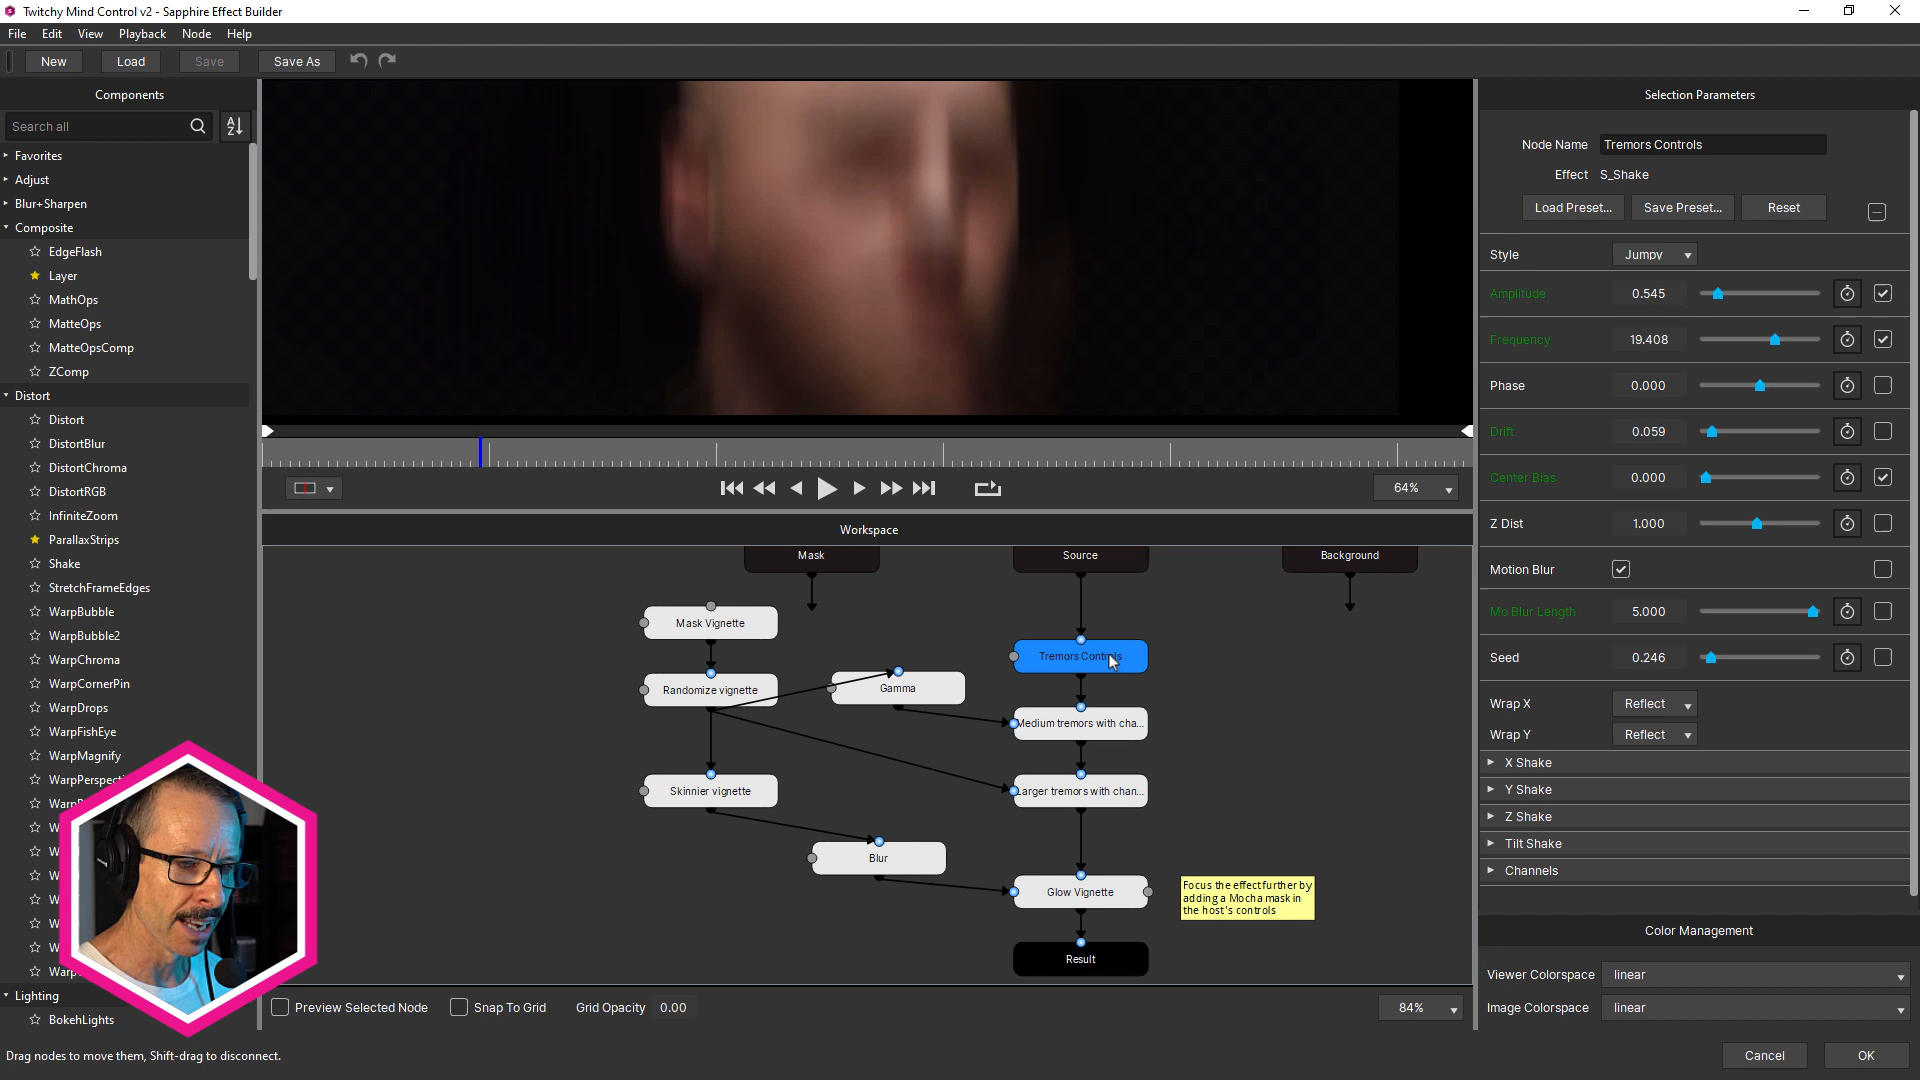 Twitchy Mind Control v2 - Sapphire Effect Builder
File Edit View Playback Node Help
New Load Save Save As
Components
Search all
Favorites
Adjust
Blur+Sharpen
Composite
EdgeFlash
Layer
MathOps
MatteOps
MatteOpsComp
ZComp
Distort
Distort
DistortBlur
DistortChroma
DistortRGB
InfiniteZoom
ParallaxStrips
Shake
StretchFrameEdges
WarpBubble
WarpBubble2
WarpChroma
WarpCornerPin
WarpDrops
WarpFishEye
WarpMagnify
Lighting
BokehLights
64%
Workspace
Mask
Source
Background
Mask Vignette
Tremors Controls
Randomize vignette
Gamma
Medium tremors with cha...
Skinnier vignette
Larger tremors with chan...
Blur
Glow Vignette
Focus the effect further by
adding a Mocha mask in
the host's controls
Result
Preview Selected Node
Snap To Grid
Grid Opacity 0.00
84%
Drag nodes to move them, Shift-drag to disconnect.
Selection Parameters
Node Name Tremors Controls
Effect S_Shake
Load Preset... Save Preset... Reset
Style Jumpy
Amplitude 0.545
Frequency 19.408
Phase 0.000
Drift 0.059
Center Bias 0.000
Z Dist 1.000
Motion Blur
Mo Blur Length 5.000
Seed 0.246
Wrap X Reflect
Wrap Y Reflect
X Shake
Y Shake
Z Shake
Tilt Shake
Channels
Color Management
Viewer Colorspace linear
Image Colorspace linear
Cancel OK